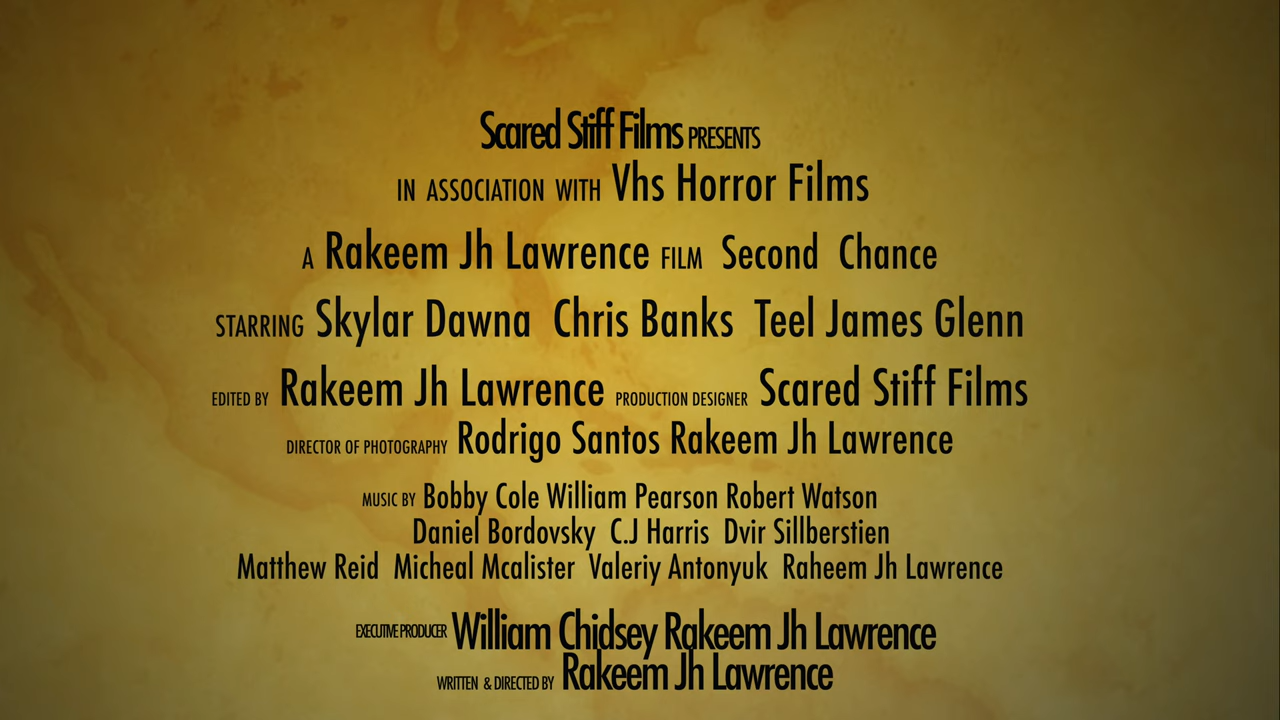 Scared Stiff Films PRESENTS
IN ASSOCIATION WITH Vhs Horror Films
A Rakeem Jh Lawrence FILM Second Chance
STARRING Skylar Dawna Chris Banks Teel James Glenn
EDITED BY Rakeem Jh Lawrence PRODUCTION DESIGNER Scared Stiff Films
DIRECTOR OF PHOTOGRAPHY Rodrigo Santos Rakeem Jh Lawrence
MUSIC BY Bobby Cole William Pearson Robert Watson
Daniel Bordovsky C.J Harris Dvir Sillberstien
Matthew Reid Micheal Mcalister Valeriy Antonyuk Raheem Jh Lawrence
EXECUTIVE PRODUCER William Chidsey Rakeem Jh Lawrence
WRITTEN & DIRECTED BY Rakeem Jh Lawrence